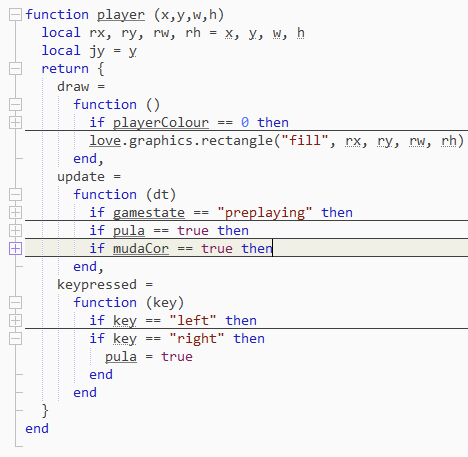 function player (x,y,w,h)
  local rx, ry, rw, rh = x, y, w, h
  local jy = y
  return {
    draw =
      function ()
        if playerColour == 0 then
        love.graphics.rectangle("fill", rx, ry, rw, rh)
      end,
    update =
      function (dt)
        if gamestate == "preplaying" then
        if pula == true then
        if mudaCor == true then
      end,
    keypressed =
      function (key)
        if key == "left" then
        if key == "right" then
          pula = true
        end
      end
  }
end